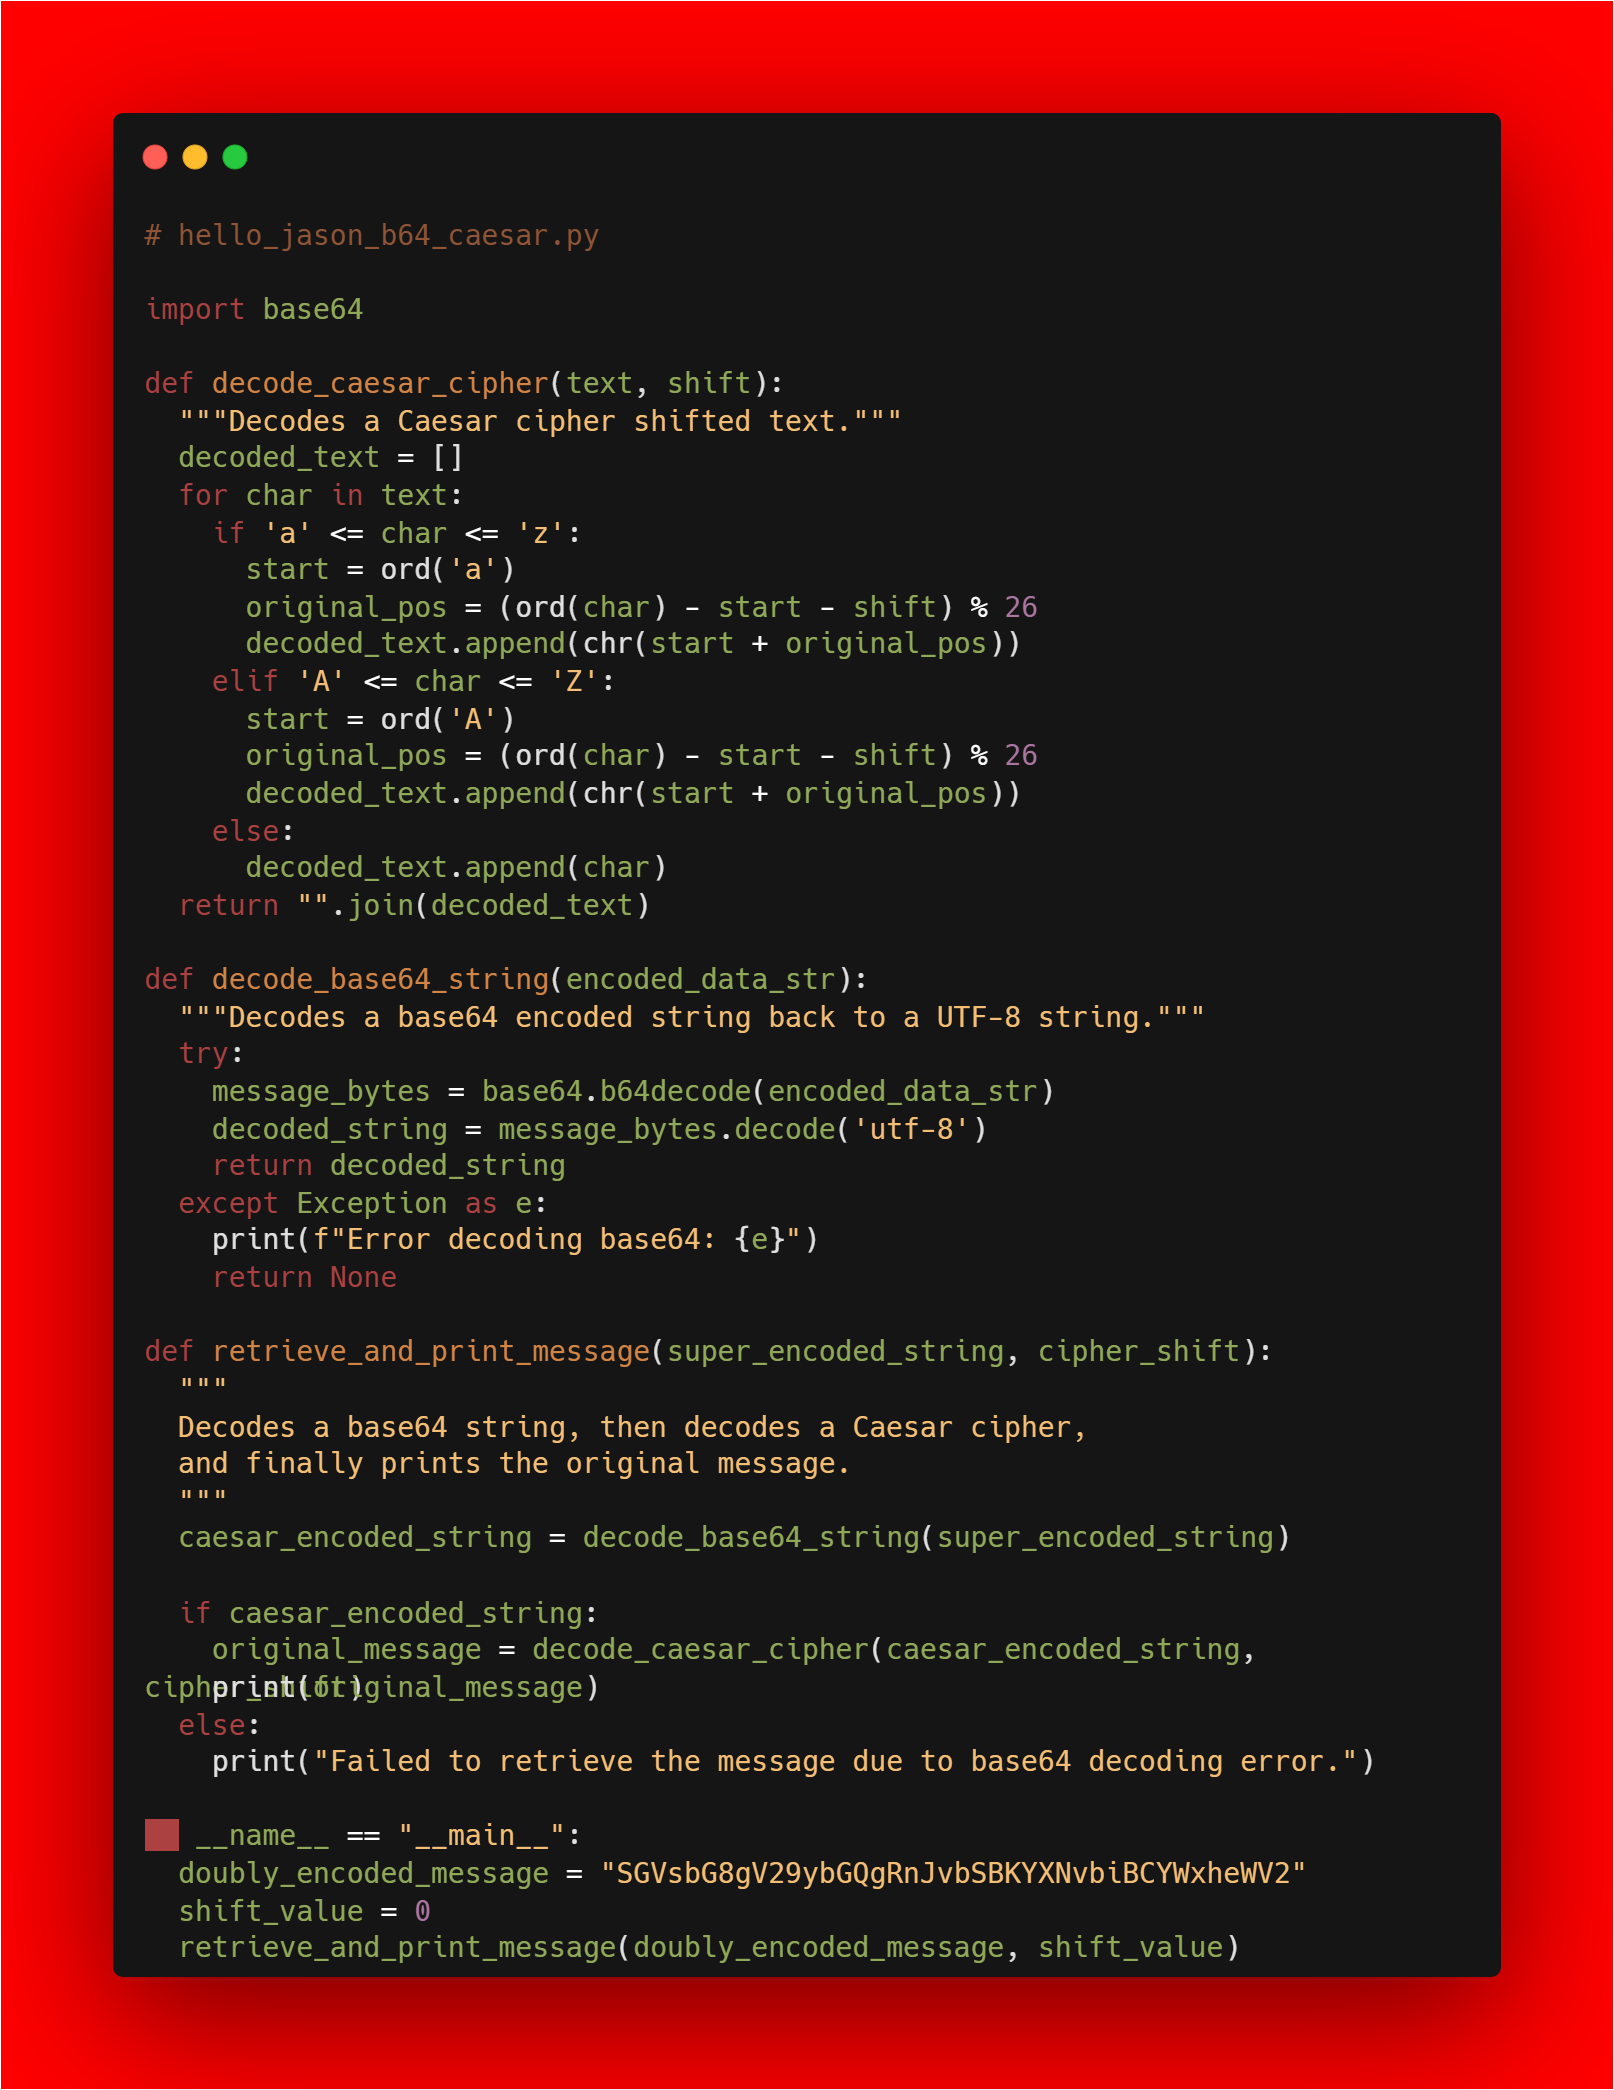 # hello_jason_b64_caesar.py
import base64
def decode_caesar_cipher(text, shift):
"""Decodes a Caesar cipher shifted text."""
decoded_text = []
for char in text:
if 'a' <= char <= 'z':
start = ord('a')
original_pos = (ord(char) - start - shift) % 26
decoded_text.append(chr(start + original_pos))
elif 'A' <= char <= 'Z':
start = ord('A')
original_pos = (ord(char) - start - shift) % 26
decoded_text.append(chr(start + original_pos))
else:
decoded_text.append(char)
return "".join(decoded_text)
def decode_base64_string(encoded_data_str):
"""Decodes a base64 encoded string back to a UTF-8 string."""
try:
message_bytes = base64.b64decode(encoded_data_str)
decoded_string = message_bytes.decode('utf-8')
return decoded_string
except Exception as e:
print(f"Error decoding base64: {e}")
return None
def retrieve_and_print_message(super_encoded_string, cipher_shift):
"""
Decodes a base64 string, then decodes a Caesar cipher,
and finally prints the original message.
"""
caesar_encoded_string = decode_base64_string(super_encoded_string)
if caesar_encoded_string:
original_message = decode_caesar_cipher(caesar_encoded_string,
cipher_shift)
print(original_message)
else:
print("Failed to retrieve the message due to base64 decoding error.")
__name__ == "__main__":
doubly_encoded_message = "SGVsbG8gV29ybGQgRnJvbSBKYXNvbiBCYWxheWV2"
shift_value = 0
retrieve_and_print_message(doubly_encoded_message, shift_value)